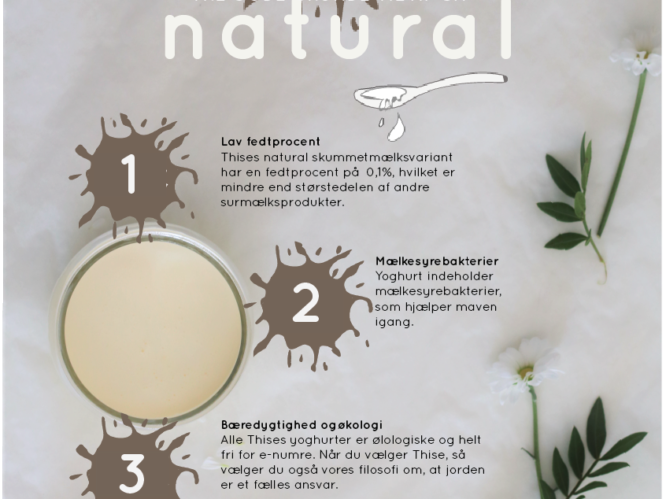 natural
1
Lav fedtprocent
Thises natural skummetmælksvariant
har en fedtprocent på 0,1%, hvilket er
mindre end størstedelen af andre
surmælksprodukter.
2
Mælkesyrebakterier
Yoghurt indeholder
mælkesyrebakterier,
som hjælper maven
igang.
3
Bæredygtighed ogøkologi
Alle Thises yoghurter er ølologiske og helt
fri for e-numre. Når du vælger Thise, så
vælger du også vores filosofi om, at jorden
er et fælles ansvar.